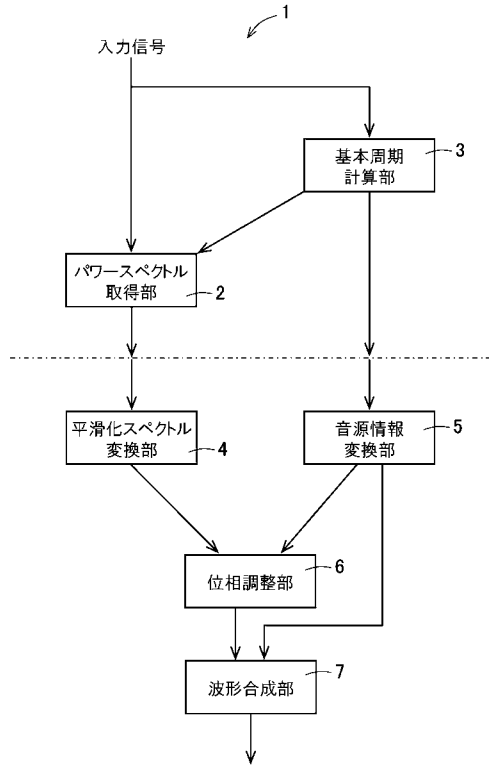 1
入力信号
基本周期
計算部
3
パワースペクトル
取得部
2
平滑化スペクトル
変換部
4
音源情報
変換部
5
位相調整部
6
波形合成部
7